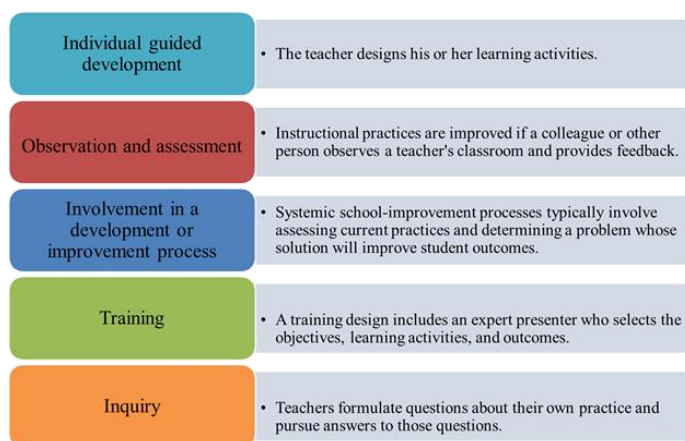 Individual guided
development
• The teacher designs his or her learning activities.
Observation and assessment
• Instructional practices are improved if a colleague or other
person observes a teacher's classroom and provides feedback.
Involvement in a
development or
improvement process
• Systemic school-improvement processes typically involve
assessing current practices and determining a problem whose
solution will improve student outcomes.
Training
• A training design includes an expert presenter who selects the
objectives, learning activities, and outcomes.
Inquiry
• Teachers formulate questions about their own practice and
pursue answers to those questions.